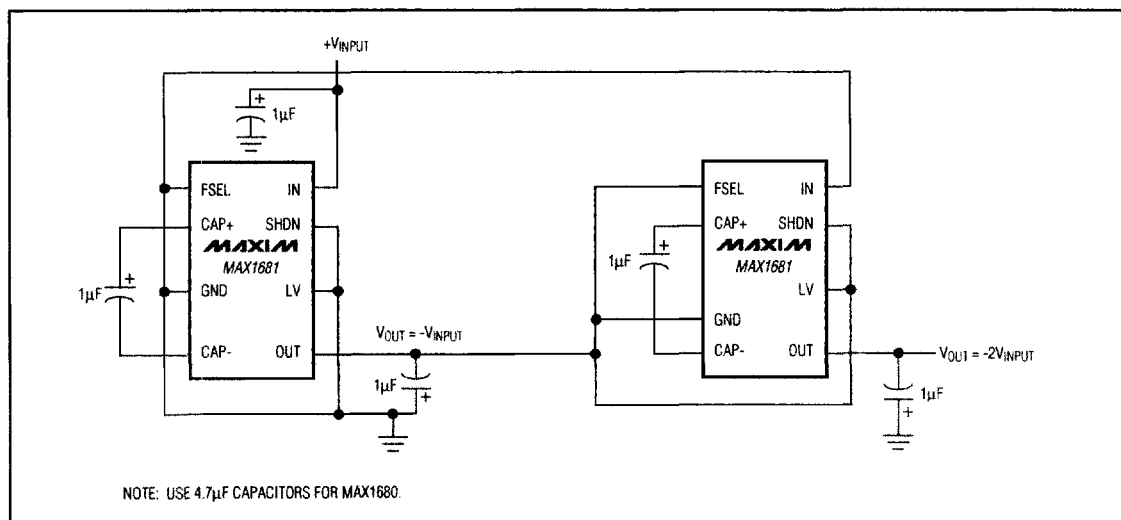 +VINPUT
+
1µF
FSEL
IN
CAP+
SHDN
MAXIM
MAX1681
+
1µF
GND
LV
CAP-
OUT
VOUT = -VINPUT
1µF
+
FSEL
IN
CAP+
SHDN
MAXIM
MAX1681
+
1µF
LV
GND
CAP-
OUT
VOUT = -2VINPUT
1µF
+
NOTE: USE 4.7µF CAPACITORS FOR MAX1680.